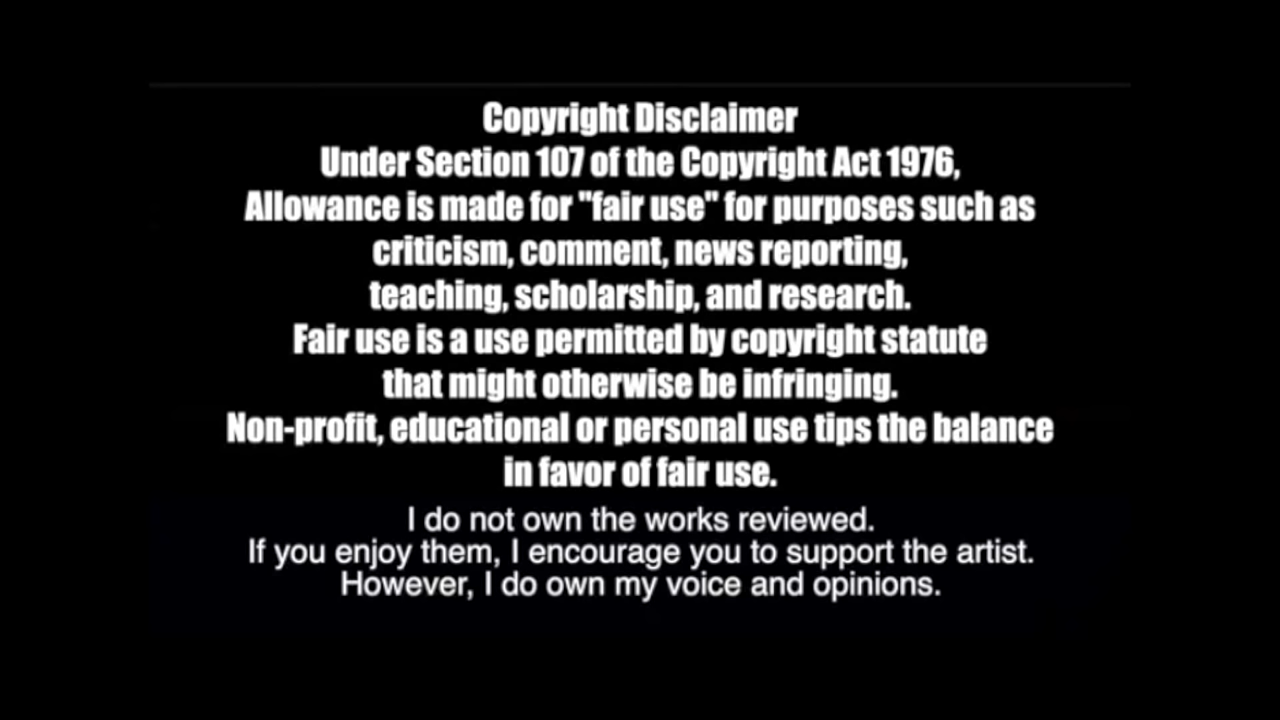 Copyright Disclaimer
Under Section 107 of the Copyright Act 1976,
Allowance is made for "fair use" for purposes such as
criticism, comment, news reporting,
teaching, scholarship, and research.
Fair use is a use permitted by copyright statute
that might otherwise be infringing.
Non-profit, educational or personal use tips the balance
in favor of fair use.
I do not own the works reviewed.
If you enjoy them, I encourage you to support the artist.
However, I do own my voice and opinions.